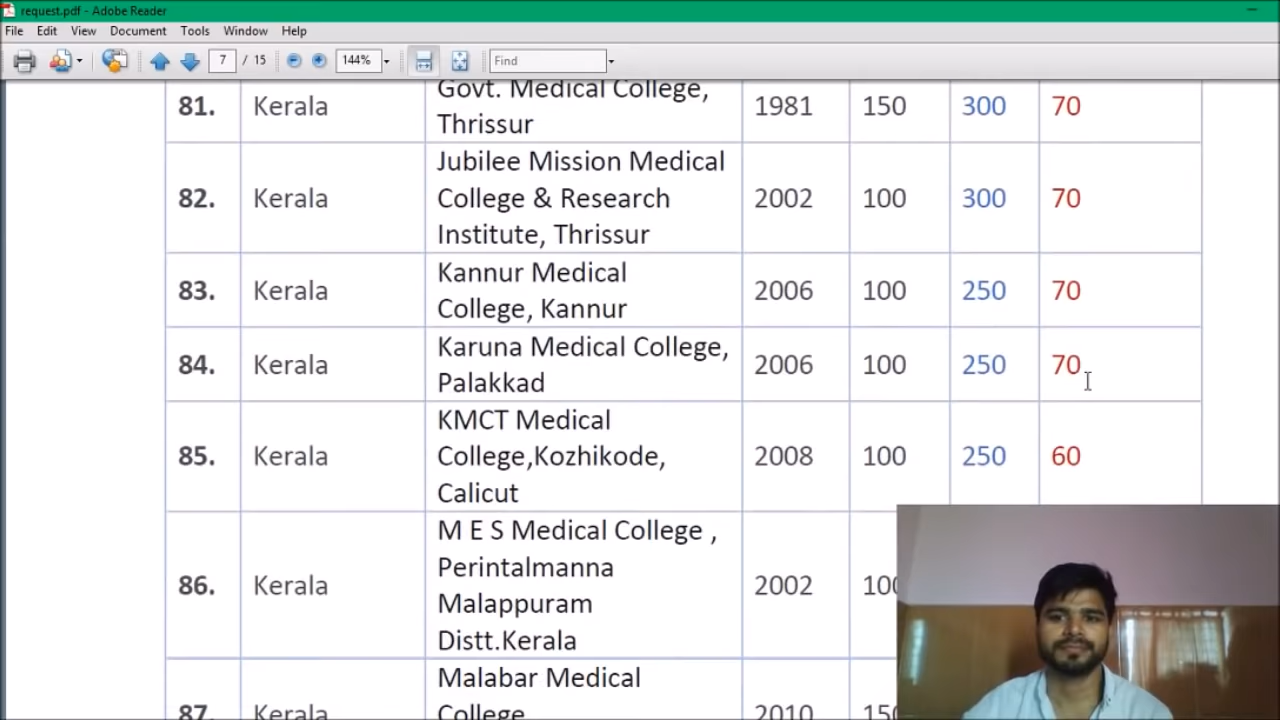 request.pdf - Adobe Reader
File Edit View Document Tools Window Help
7 / 15 144% Find
81. Kerala Govt. Medical College, Thrissur 1981 150 300 70
82. Kerala Jubilee Mission Medical College & Research Institute, Thrissur 2002 100 300 70
83. Kerala Kannur Medical College, Kannur 2006 100 250 70
84. Kerala Karuna Medical College, Palakkad 2006 100 250 70
85. Kerala KMCT Medical College,Kozhikode, Calicut 2008 100 250 60
86. Kerala M E S Medical College , Perintalmanna Malappuram Distt.Kerala 2002
87. Kerala Malabar Medical College 2010